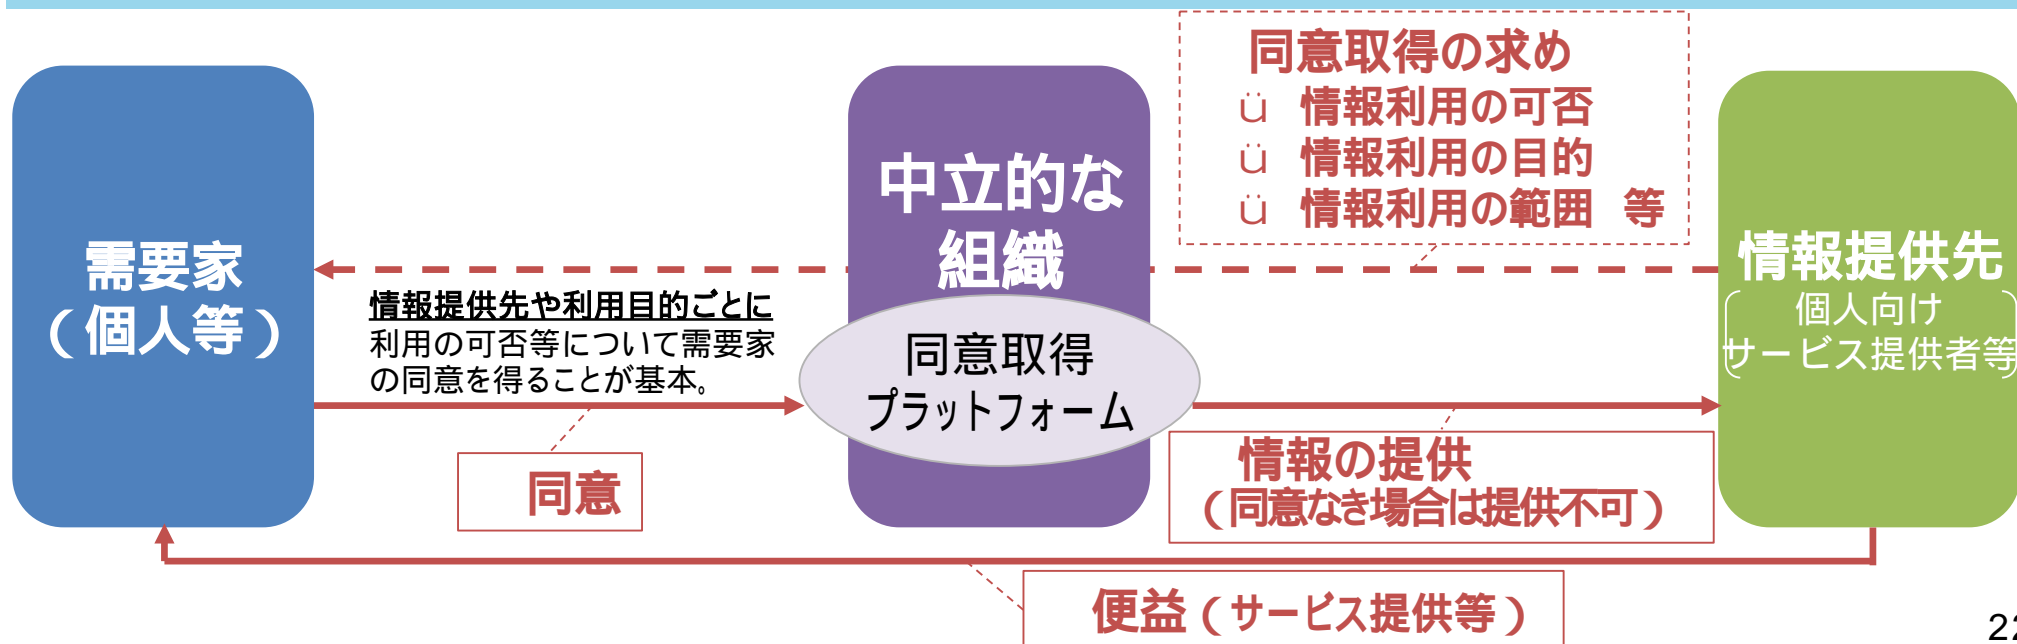 同意取得の求め
ü 情報利用の可否
ü 情報利用の目的
ü 情報利用の範囲 等
需要家
(個人等)
中立的な
組織
同意取得
プラットフォーム
情報提供先
個人向け
サービス提供者等
情報提供先や利用目的ごとに
利用の可否等について需要家
の同意を得ることが基本。
同意
情報の提供
(同意なき場合は提供不可)
便益(サービス提供等)
22